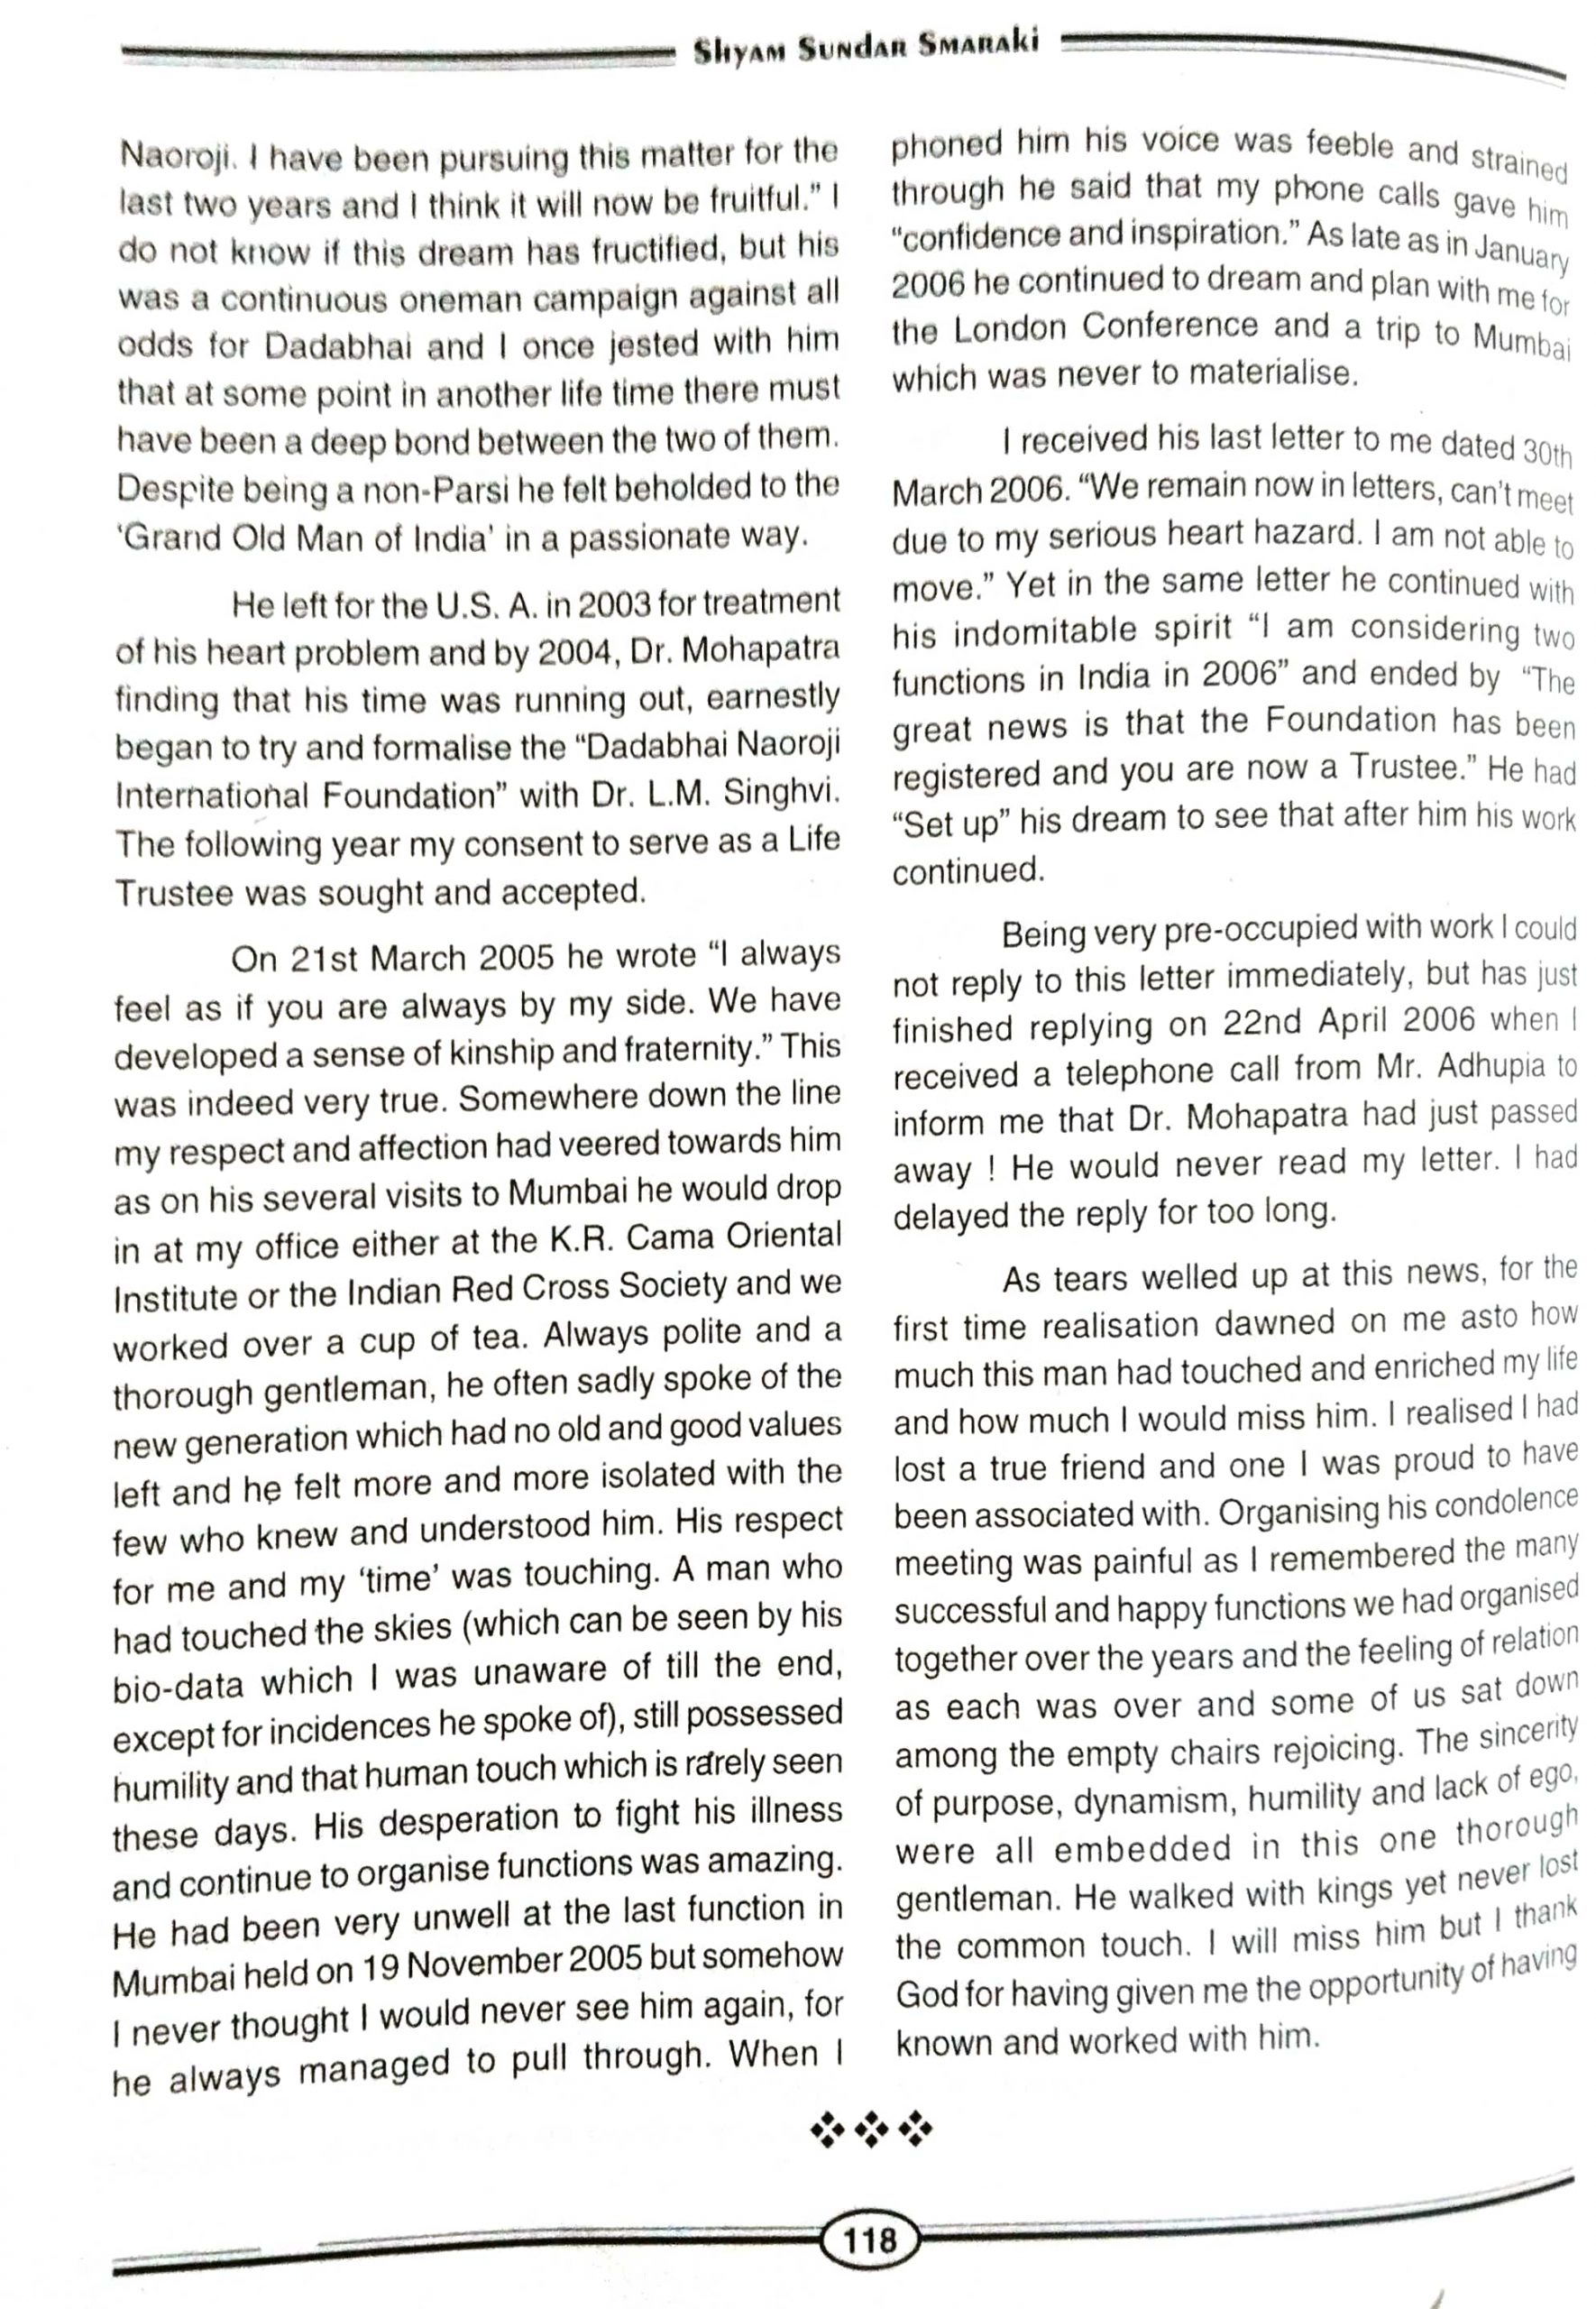 Shyam Sundar Smaraki
Naoroji. I have been pursuing this matter for the
last two years and I think it will now be fruitful.” I
do not know if this dream has fructified, but his
was a continuous oneman campaign against all
odds for Dadabhai and I once jested with him
that at some point in another life time there must
have been a deep bond between the two of them.
Despite being a non-Parsi he felt beholded to the
‘Grand Old Man of India’ in a passionate way.
He left for the U.S. A. in 2003 for treatment
of his heart problem and by 2004, Dr. Mohapatra
finding that his time was running out, earnestly
began to try and formalise the “Dadabhai Naoroji
International Foundation” with Dr. L.M. Singhvi.
The following year my consent to serve as a Life
Trustee was sought and accepted.
On 21st March 2005 he wrote “I always
feel as if you are always by my side. We have
developed a sense of kinship and fraternity.” This
was indeed very true. Somewhere down the line
my respect and affection had veered towards him
as on his several visits to Mumbai he would drop
in at my office either at the K.R. Cama Oriental
Institute or the Indian Red Cross Society and we
worked over a cup of tea. Always polite and a
thorough gentleman, he often sadly spoke of the
new generation which had no old and good values
left and he felt more and more isolated with the
few who knew and understood him. His respect
for me and my ‘time’ was touching. A man who
had touched the skies (which can be seen by his
bio-data which I was unaware of till the end,
except for incidences he spoke of), still possessed
humility and that human touch which is rarely seen
these days. His desperation to fight his illness
and continue to organise functions was amazing.
He had been very unwell at the last function in
Mumbai held on 19 November 2005 but somehow
I never thought I would never see him again, for
he always managed to pull through. When I
phoned him his voice was feeble and strained
through he said that my phone calls gave him
“confidence and inspiration.” As late as in January
2006 he continued to dream and plan with me for
the London Conference and a trip to Mumbai
which was never to materialise.
I received his last letter to me dated 30th
March 2006. “We remain now in letters, can’t meet
due to my serious heart hazard. I am not able to
move.” Yet in the same letter he continued with
his indomitable spirit “I am considering two
functions in India in 2006” and ended by “The
great news is that the Foundation has been
registered and you are now a Trustee.” He had
“Set up” his dream to see that after him his work
continued.
Being very pre-occupied with work I could
not reply to this letter immediately, but has just
finished replying on 22nd April 2006 when I
received a telephone call from Mr. Adhupia to
inform me that Dr. Mohapatra had just passed
away ! He would never read my letter. I had
delayed the reply for too long.
As tears welled up at this news, for the
first time realisation dawned on me asto how
much this man had touched and enriched my life
and how much I would miss him. I realised I had
lost a true friend and one I was proud to have
been associated with. Organising his condolence
meeting was painful as I remembered the many
successful and happy functions we had organised
together over the years and the feeling of relation
as each was over and some of us sat down
among the empty chairs rejoicing. The sincerity
of purpose, dynamism, humility and lack of ego,
were all embedded in this one thorough
gentleman. He walked with kings yet never lost
the common touch. I will miss him but I thank
God for having given me the opportunity of having
known and worked with him.
118